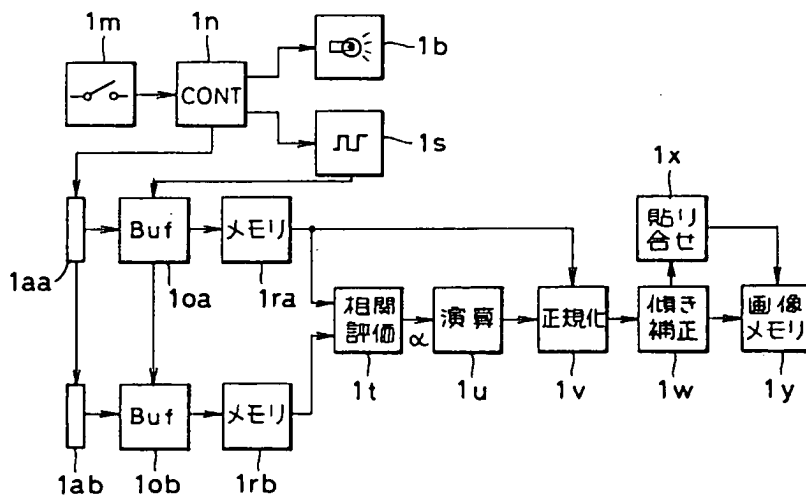 1m
1n
1b
CONT
1s
1x
貼り
合せ
Buf
メモリ
1aa
1oa
1ra
相関
評価
α
演算
正規化
傾き
補正
画像
メモリ
1t
1u
1v
1w
1y
Buf
メモリ
1ab
1ob
1rb